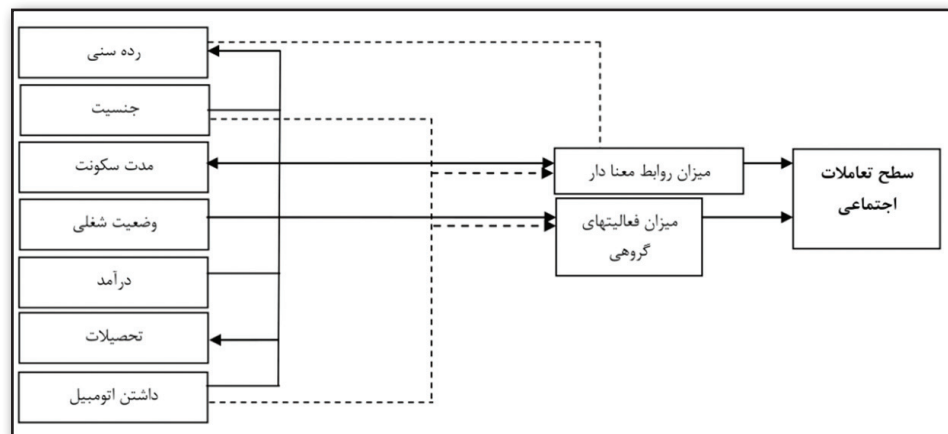 رده سنی
جنسیت
مدت سکونت
وضعیت شغلی
درآمد
تحصیلات
داشتن اتومبیل
میزان روابط معنا دار
میزان فعالیتهای
گروهی
سطح تعاملات
اجتماعی